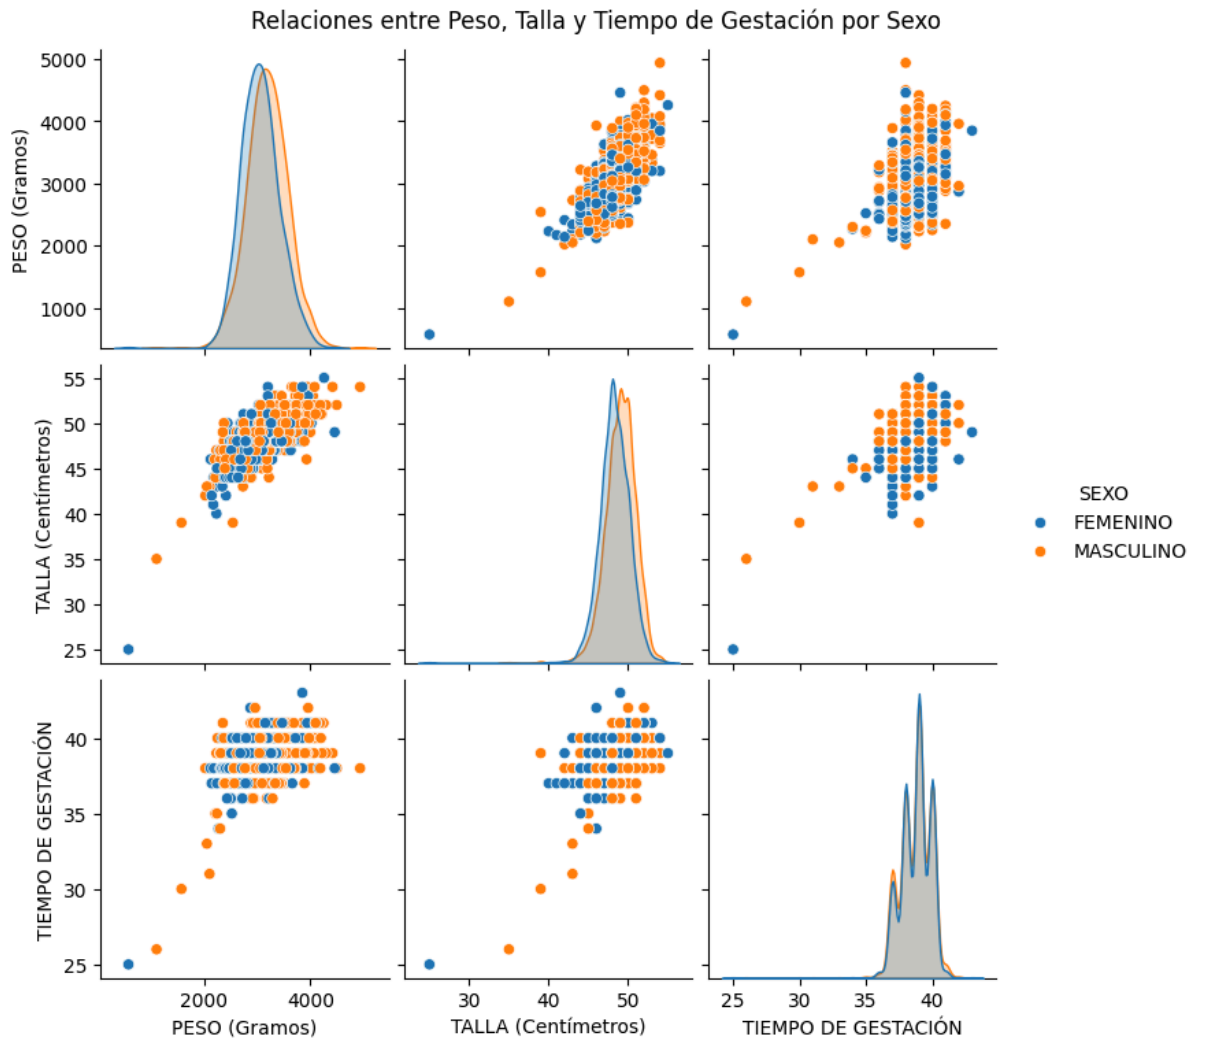 Relaciones entre Peso, Talla y Tiempo de Gestación por Sexo
PESO (Gramos)
5000
4000
3000
2000
1000
TALLA (Centímetros)
55
50
45
40
35
30
25
SEXO
FEMENINO
MASCULINO
TIEMPO DE GESTACIÓN
40
35
30
25
2000
4000
30
40
50
25
30
35
40
PESO (Gramos)
TALLA (Centímetros)
TIEMPO DE GESTACIÓN